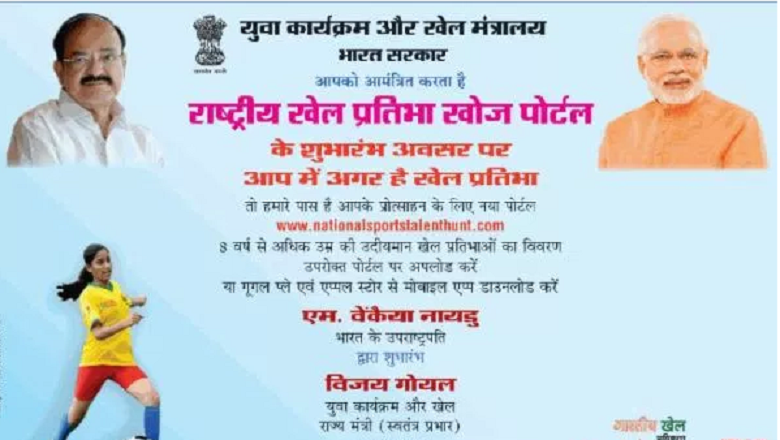 युवा कार्यक्रम और खेल मंत्रालय
भारत सरकार
आपको आमंत्रित करता है
राष्ट्रीय खेल प्रतिभा खोज पोर्टल
के शुभारंभ अवसर पर
आप में अगर है खेल प्रतिभा
तो हमारे पास है आपके प्रोत्साहन के लिए नया पोर्टल
www.nationalsportstalenthunt.com
8 वर्ष से अधिक उम्र की उदीयमान खेल प्रतिभाओं का विवरण
उपरोक्त पोर्टल पर अपलोड करें
या गूगल प्ले एवं एप्पल स्टोर से मोबाइल एप्प डाउनलोड करें
एम. वेंकैया नायडु
भारत के उपराष्ट्रपति
द्वारा शुभारंभ
विजय गोयल
युवा कार्यक्रम और खेल
राज्य मंत्री (स्वतंत्र प्रभार)
भारतीय खेल